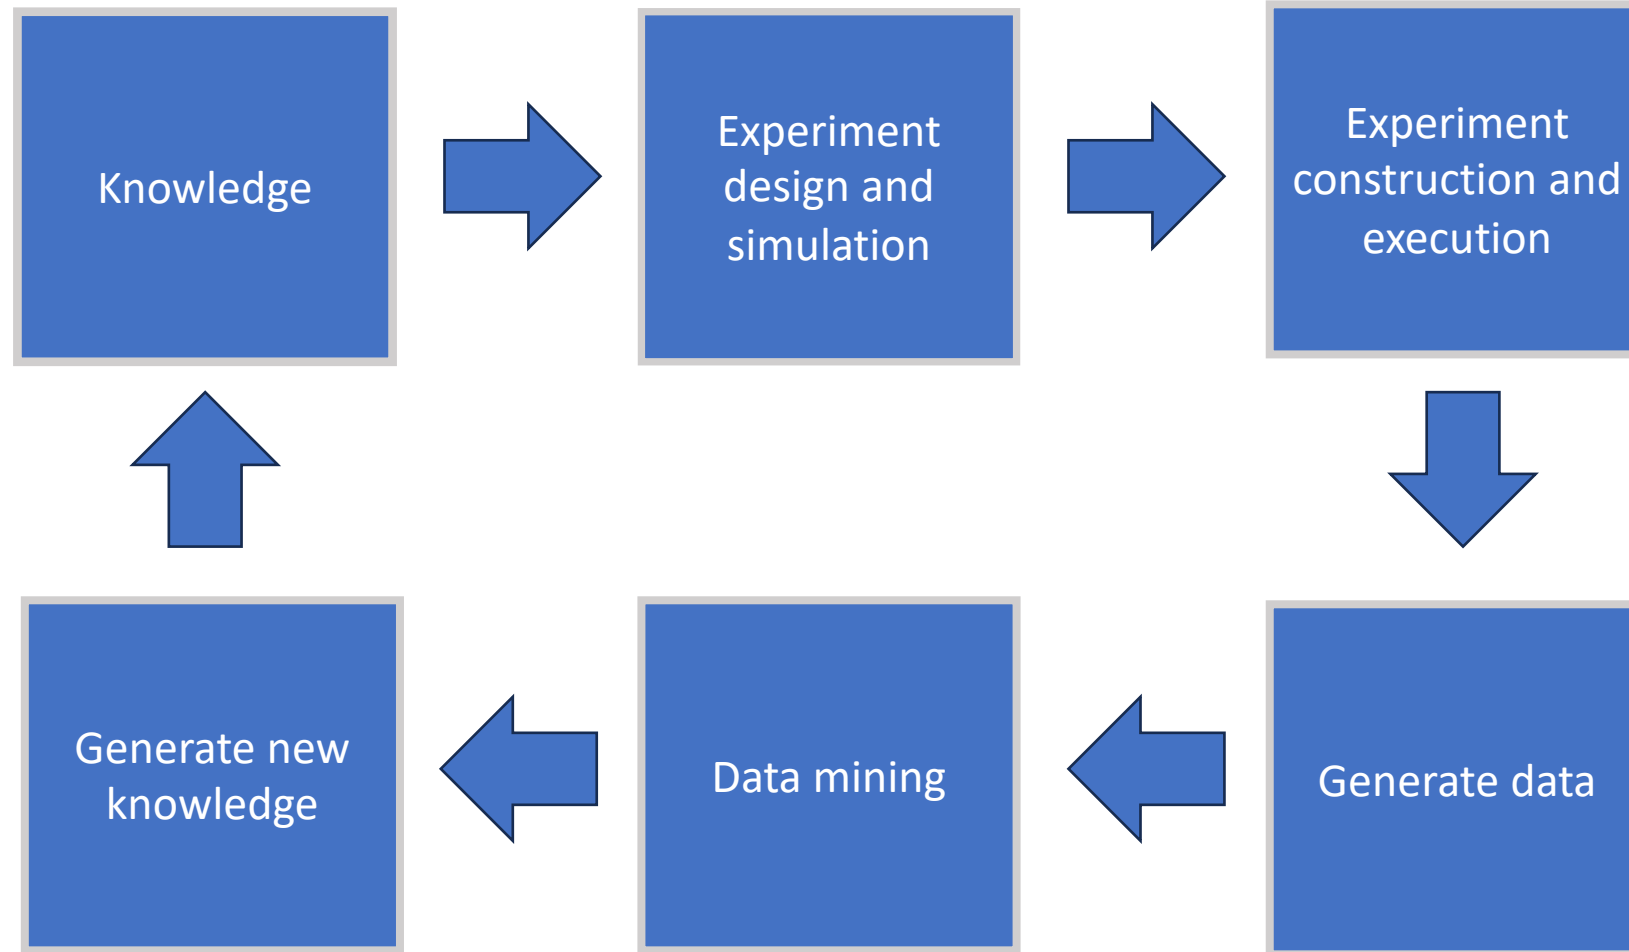 Knowledge
Experiment
design and
simulation
Experiment
construction and
execution
Generate new
knowledge
Data mining
Generate data